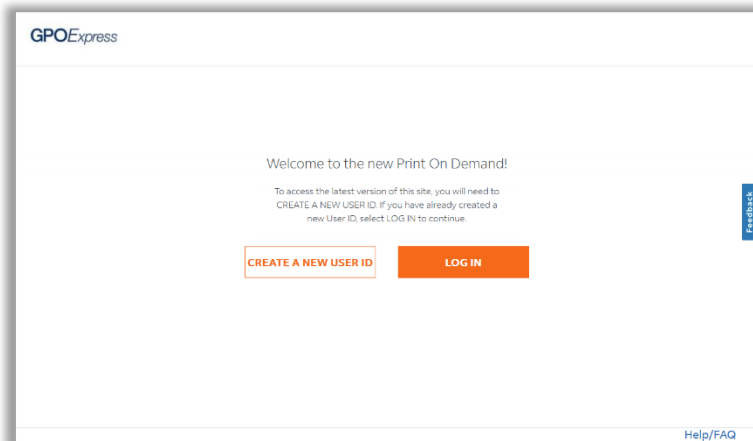 GPOExpress
Welcome to the new Print On Demand!
To access the latest version of this site, you will need to
CREATE A NEW USER ID. If you have already created a
new User ID, select LOG IN to continue.
CREATE A NEW USER ID
LOG IN
Feedback
Help/FAQ